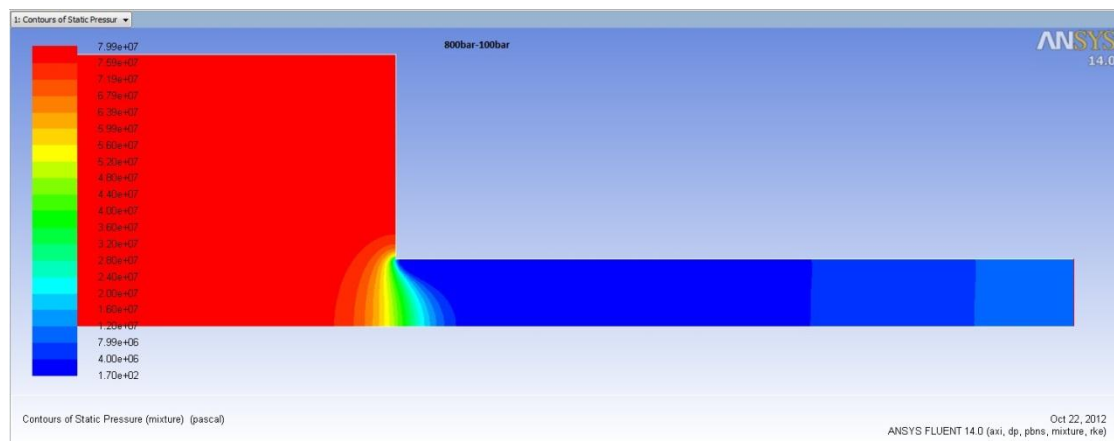 1: Contours of Static Pressur
800bar-100bar
ANSYS
14.0
7.99e+07
7.59e+07
7.19e+07
6.79e+07
6.39e+07
5.99e+07
5.60e+07
5.20e+07
4.80e+07
4.40e+07
4.00e+07
3.60e+07
3.20e+07
2.80e+07
2.40e+07
2.00e+07
1.60e+07
1.20e+07
7.99e+06
4.00e+06
1.70e+02
Contours of Static Pressure (mixture) (pascal)
Oct 22, 2012
ANSYS FLUENT 14.0 (axi, dp, pbns, mixture, rke)